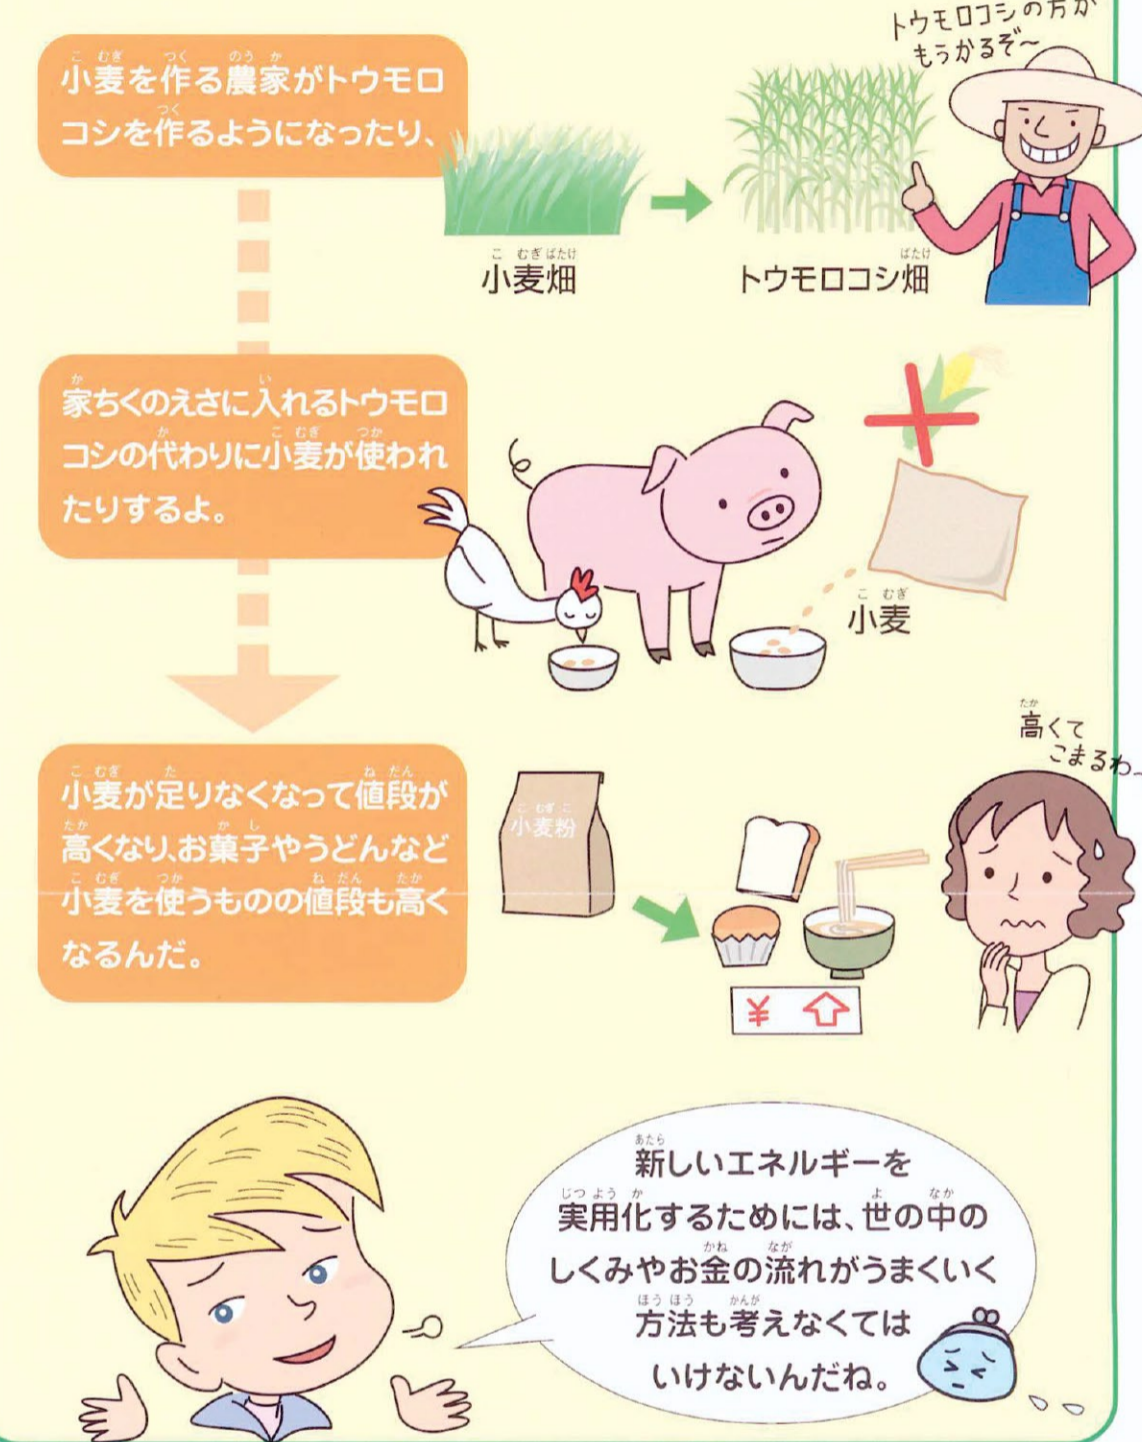 トウモロコシの方が
もうかるぞ〜
小麦を作る農家がトウモロ
コシを作るようになったり、
小麦畑
トウモロコシ畑
家ちくのえさに入れるトウモロ
コシの代わりに小麦が使われ
たりするよ。
小麦
高くて
こまるわ〜
小麦が足りなくなって値段が
高くなり、お菓子やうどんなど
小麦を使うものの値段も高く
なるんだ。
小麦粉
¥
新しいエネルギーを
実用化するためには、世の中の
しくみやお金の流れがうまくいく
方法も考えなくては
いけないんだね。